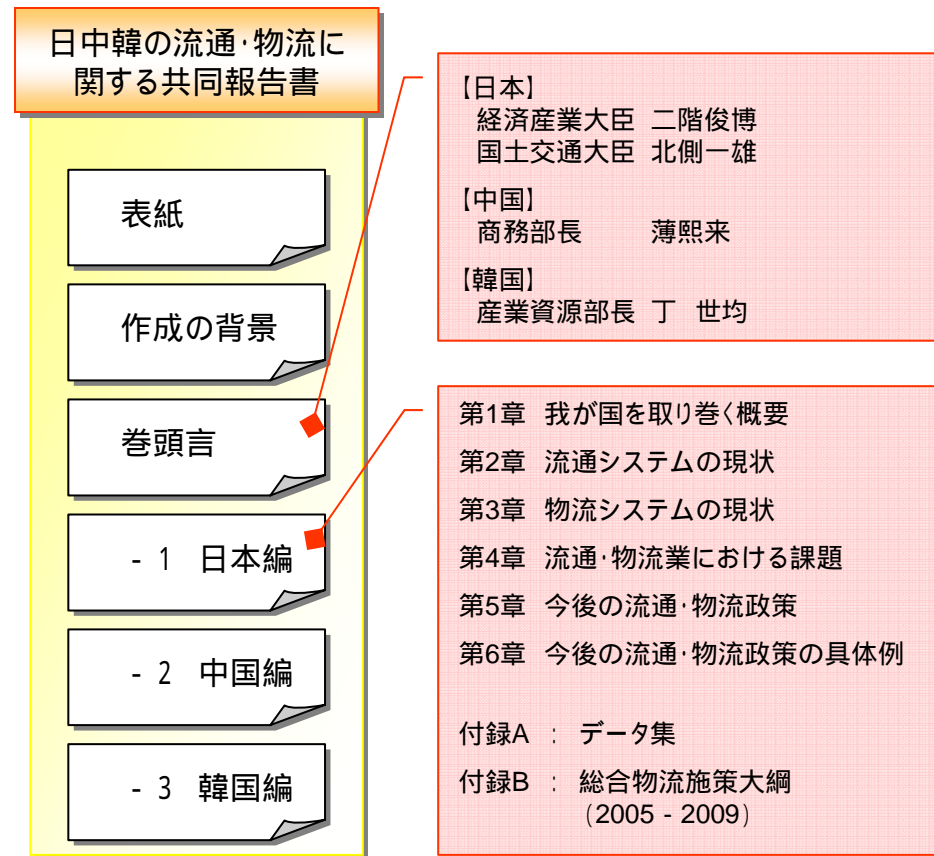 日中韓の流通･物流に
関する共同報告書
表紙
作成の背景
巻頭言
- 1 日本編
- 2 中国編
- 3 韓国編
【日本】
経済産業大臣 二階俊博
国土交通大臣 北側一雄
【中国】
商務部長 薄熙来
【韓国】
産業資源部長 丁 世均
第1章 我が国を取り巻く概要
第2章 流通システムの現状
第3章 物流システムの現状
第4章 流通･物流業における課題
第5章 今後の流通･物流政策
第6章 今後の流通･物流政策の具体例
付録A : データ集
付録B : 総合物流施策大綱
(2005 - 2009)